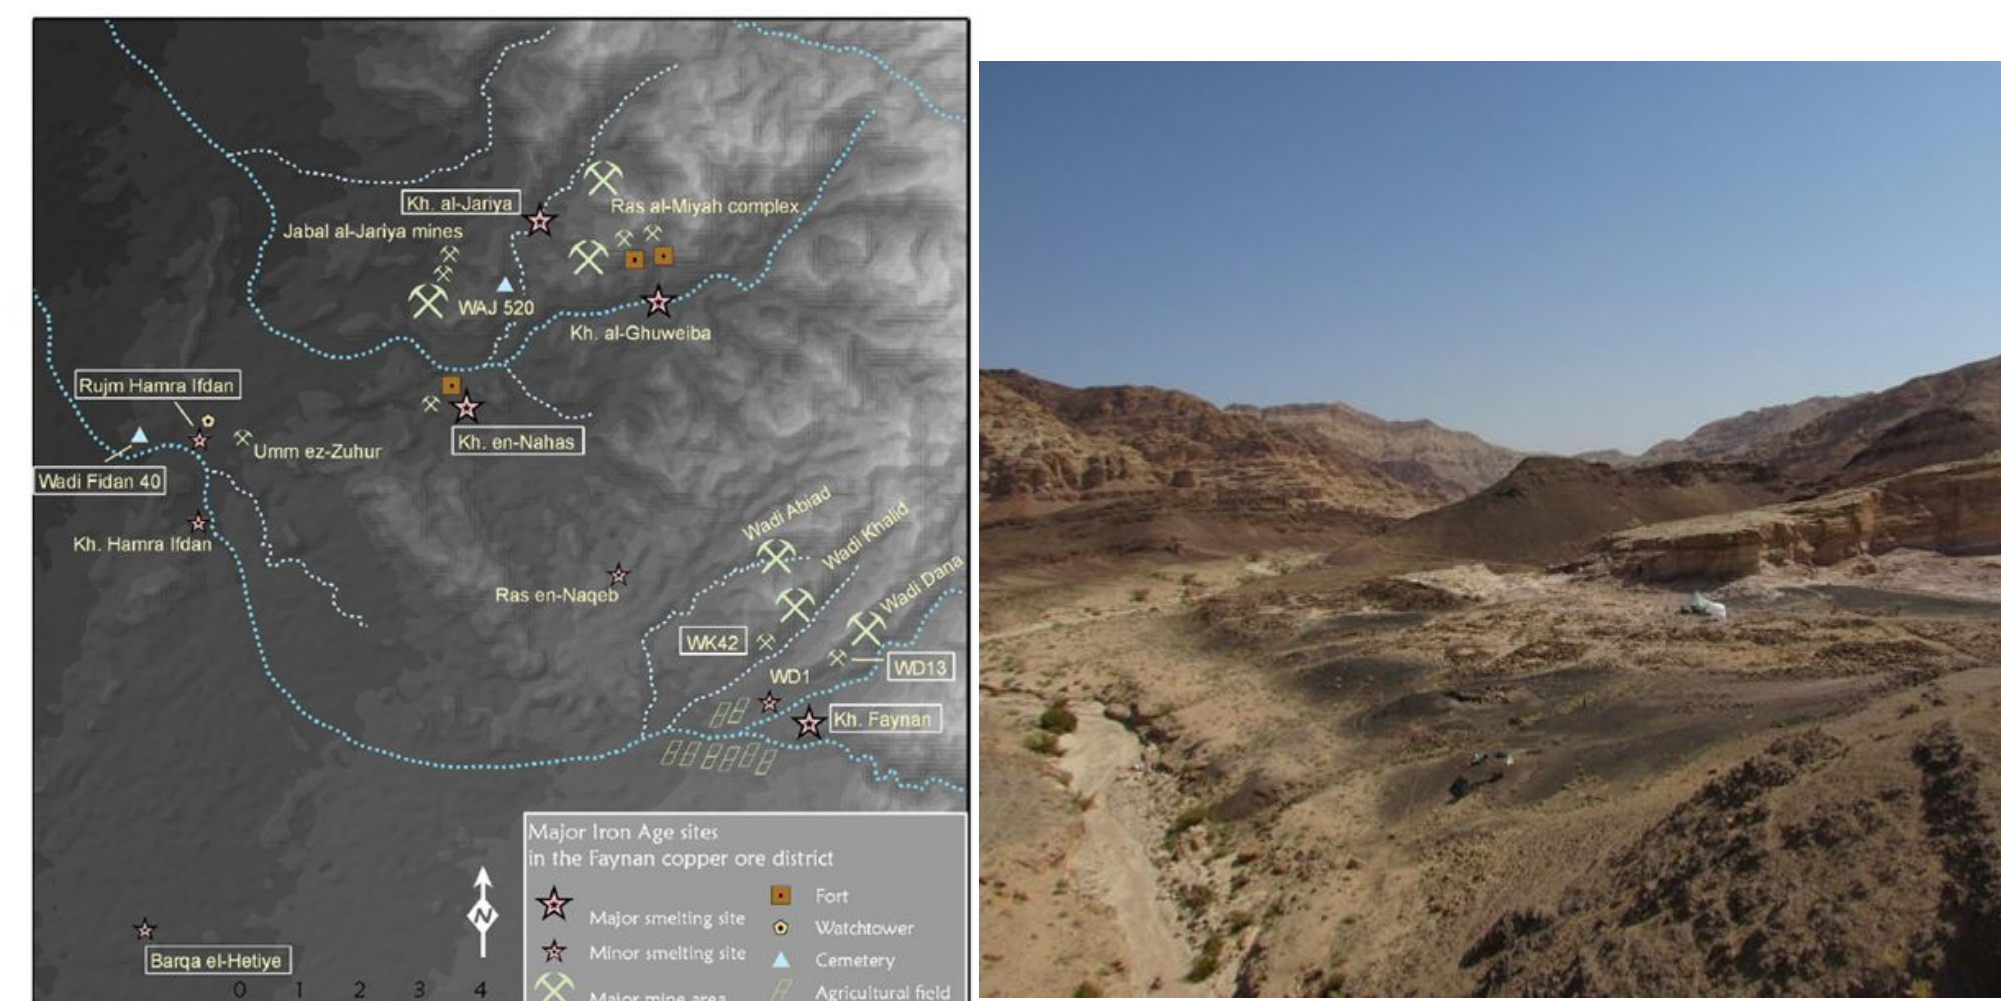 Kh. al-Jariya
Ras al-Miyah complex
Jabal al-Jariya mines
WAJ 520
Kh. al-Ghuweiba
Rujm Hamra Ifdan
Kh. en-Nahas
Umm ez-Zuhur
Wadi Fidan 40
Kh. Hamra Ifdan
Wadi Abiad
Wadi Khalid
Wadi Dana
Ras en-Naqeb
WK42
WD13
WD1
Kh. Faynan
Barqa el-Hetiye
N
0 1 2 3 4
Major Iron Age sites
in the Faynan copper ore district
Major smelting site
Minor smelting site
Major mine area
Fort
Watchtower
Cemetery
Agricultural field